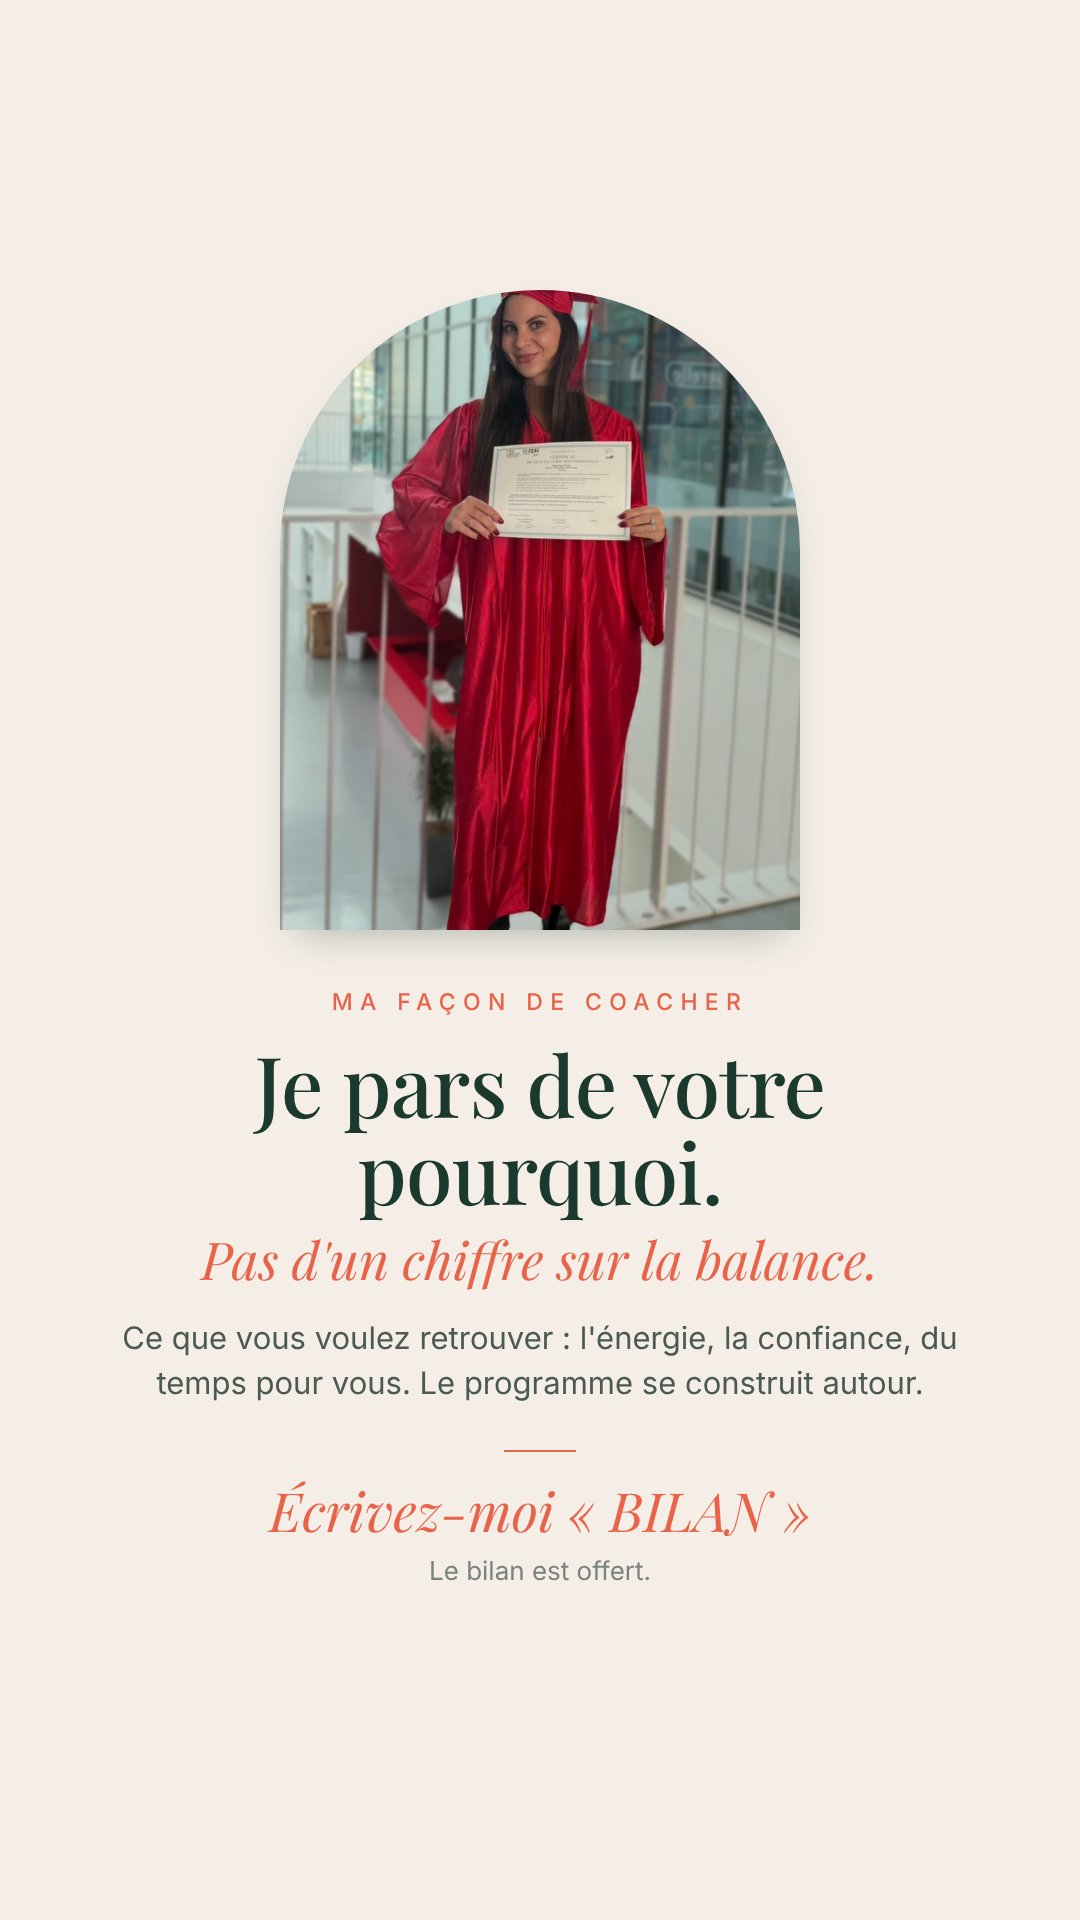 CERTIFICAT
MA FAÇON DE COACHER
Je pars de votre
pourquoi.
Pas d'un chiffre sur la balance.
Ce que vous voulez retrouver : l'énergie, la confiance, du
temps pour vous. Le programme se construit autour.
Écrivez-moi « BILAN »
Le bilan est offert.